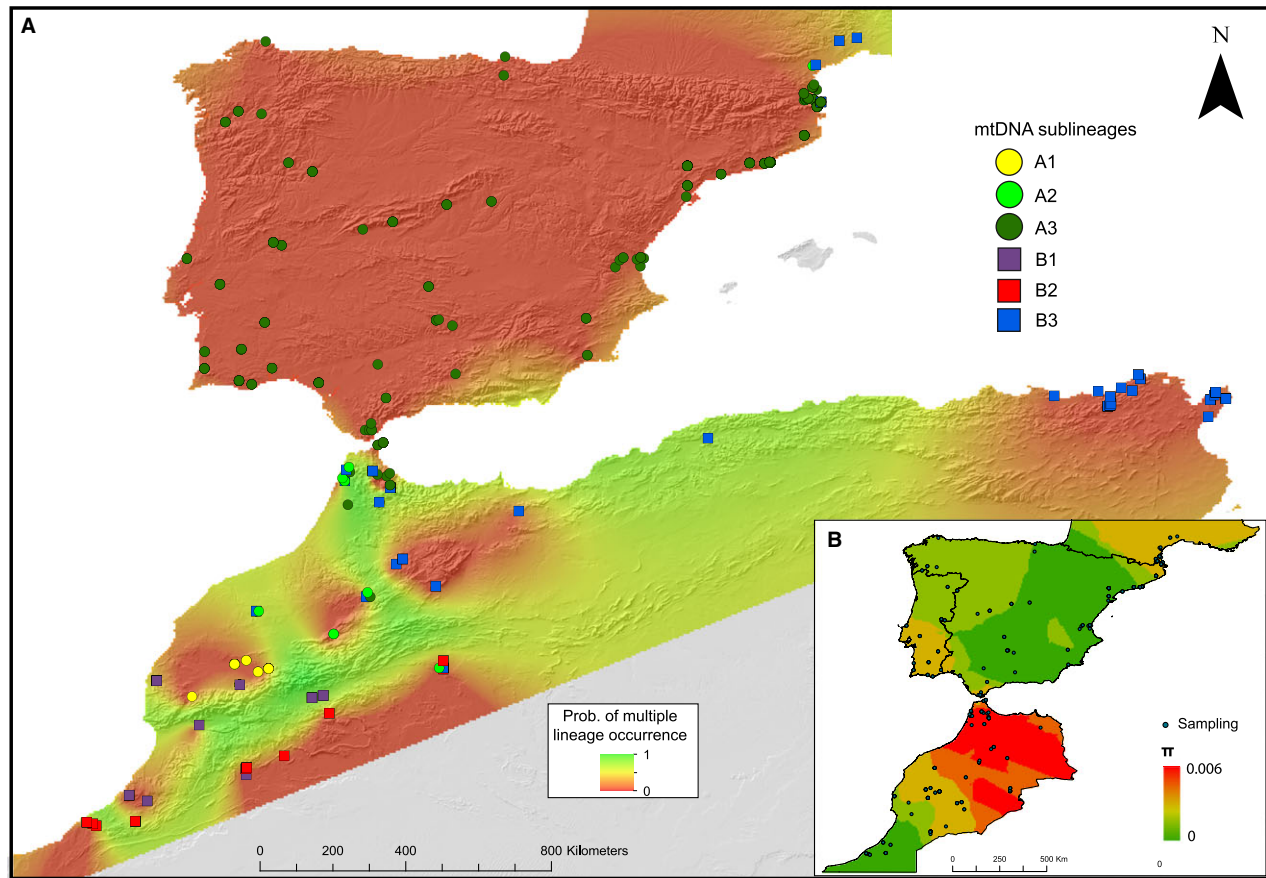 A
N
mtDNA sublineages
A1
A2
A3
B1
B2
B3
Prob. of multiple
lineage occurrence
1
0
0 200 400 800 Kilometers
B
Sampling
π
0.006
0
0 250 500 Km
0